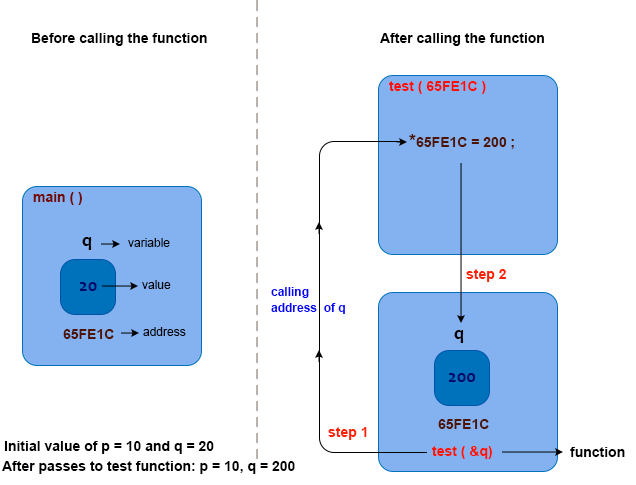 Before calling the function
After calling the function
test ( 65FE1C )
*65FE1C = 200 ;
main ( )
q
variable
20
value
65FE1C
address
calling
address of q
step 2
q
200
65FE1C
step 1
test ( &q)
function
Initial value of p = 10 and q = 20
After passes to test function: p = 10, q = 200